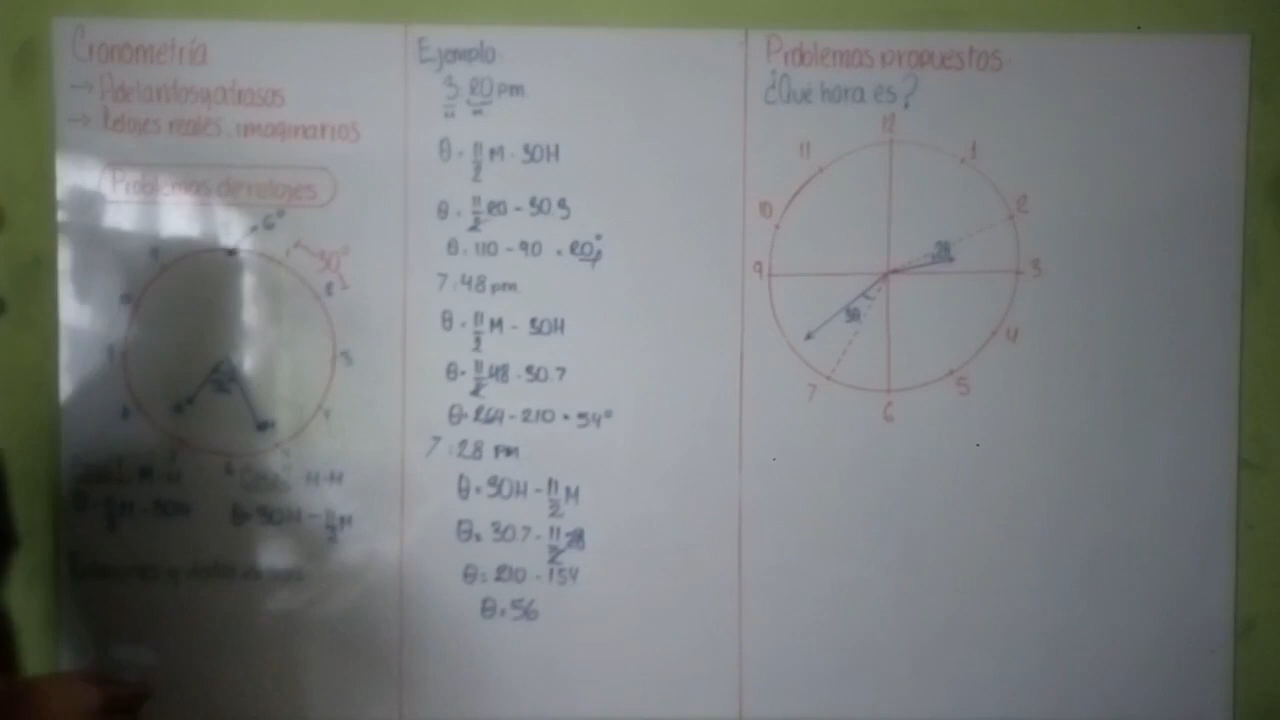 Cronometría
→ Adelantos y atrasos
→ Relojes reales, imaginarios
Problemas de relojes
6°
30°
Ejemplo:
3:20 pm
θ = 11/2 M - 30H
θ = 11/2 20 - 30.3
θ = 110 - 90 = 20°
7:48 pm
θ = 11/2 M - 30H
θ = 11/2 48 - 30.7
θ = 264 - 210 = 54°
7:28 pm
θ = 30H - 11/2 M
θ = 30.7 - 11/2 28
θ = 210 - 154
θ = 56
Problemas propuestos:
¿Qué hora es?
12
11 1
10 2
9 3
4
7 5
6